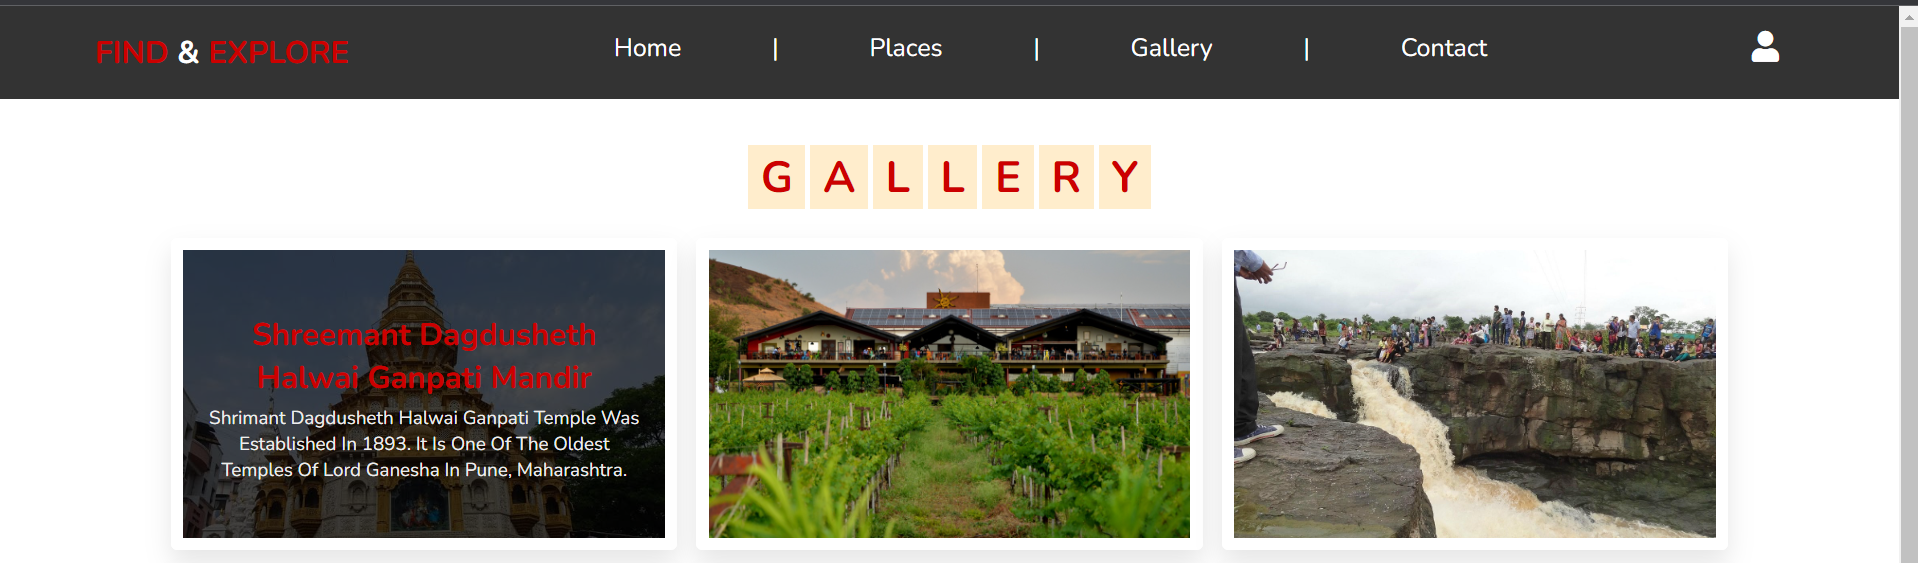 FIND & EXPLORE
Home | Places | Gallery | Contact
GALLERY
Shreemant Dagdusheth
Halwai Ganpati Mandir
Shrimant Dagdusheth Halwai Ganpati Temple Was
Established In 1893. It Is One Of The Oldest
Temples Of Lord Ganesha In Pune, Maharashtra.